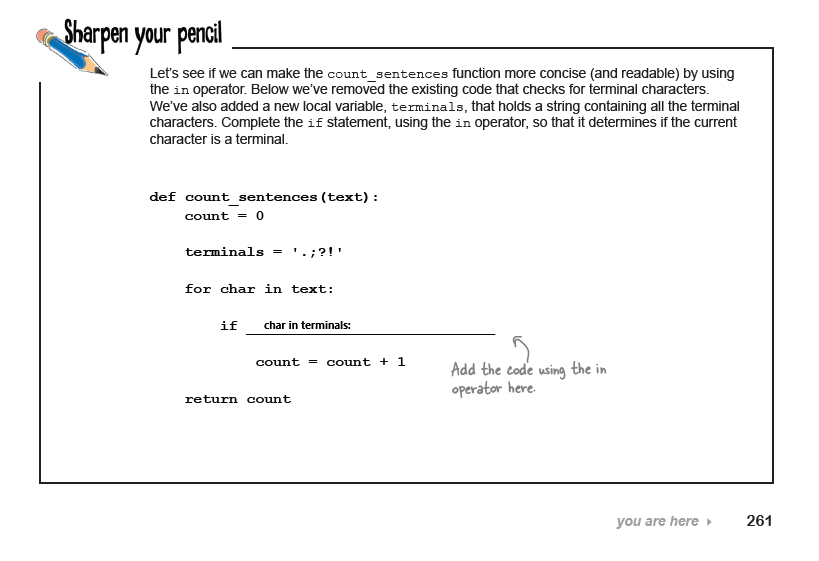 Sharpen your pencil
Let's see if we can make the count_sentences function more concise (and readable) by using
the in operator. Below we've removed the existing code that checks for terminal characters.
We've also added a new local variable, terminals, that holds a string containing all the terminal
characters. Complete the if statement, using the in operator, so that it determines if the current
character is a terminal.
def count_sentences(text):
count = 0
terminals = '.;?!'
for char in text:
if char in terminals:
count = count + 1
Add the code using the in
operator here.
return count
you are here ▸ 261